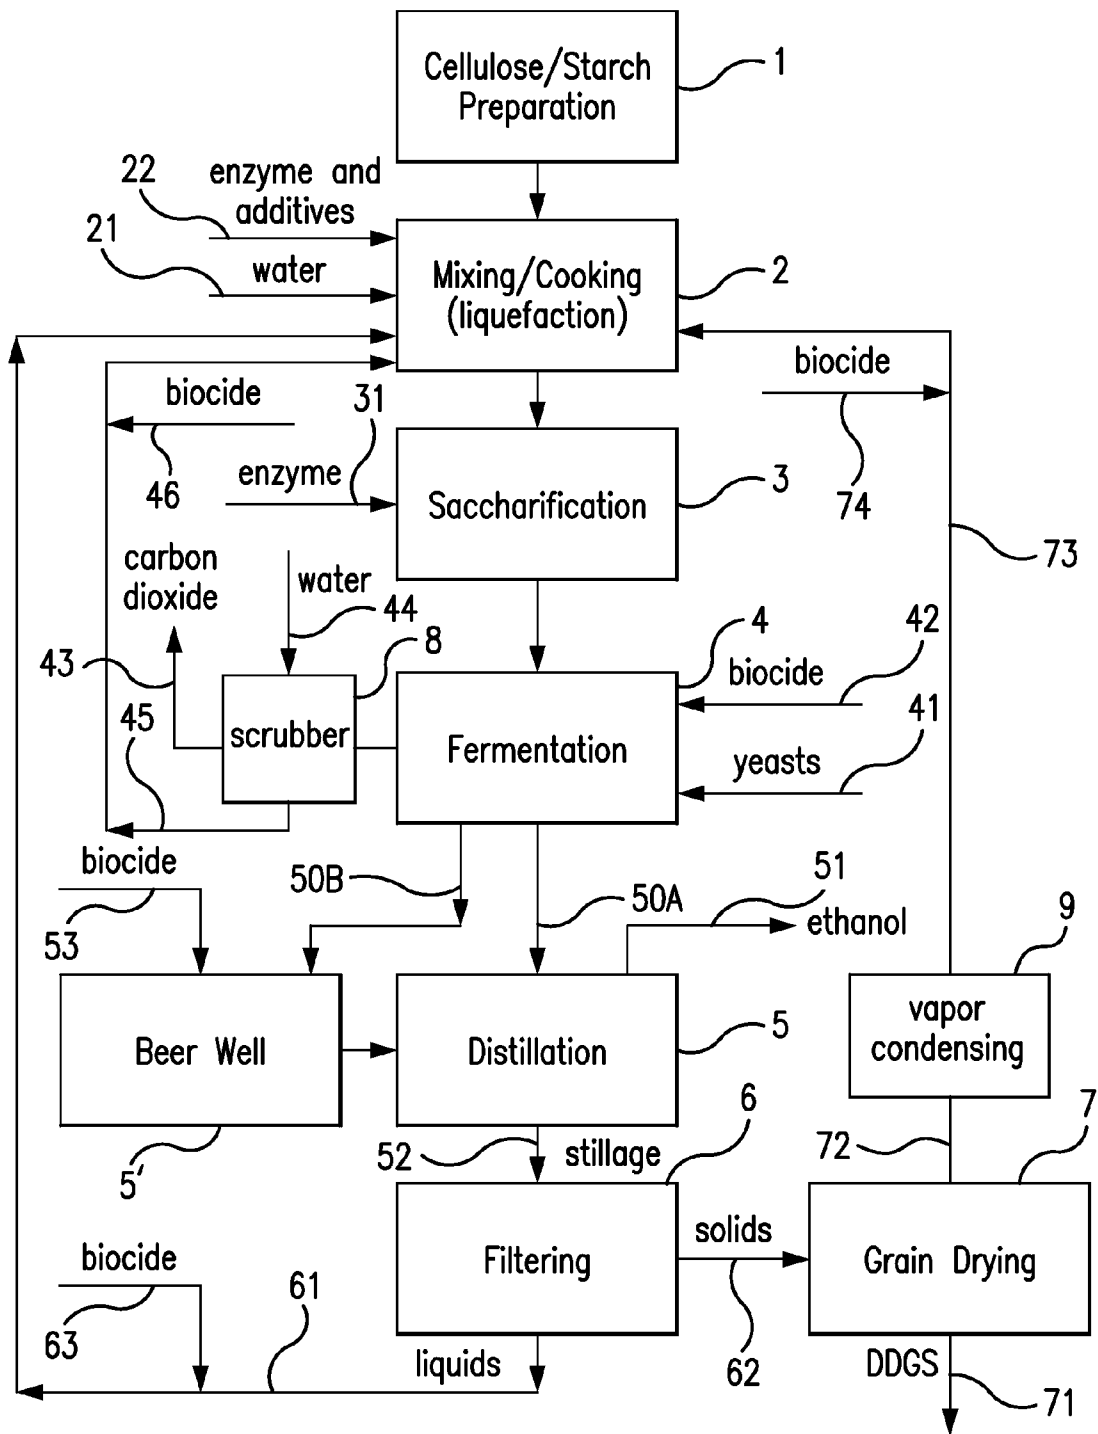 Cellulose/Starch
Preparation
1
22
enzyme and
additives
21
water
Mixing/Cooking
(liquefaction)
2
biocide
46
31
enzyme
Saccharification
3
biocide
74
73
carbon
dioxide
water
44
8
43
45
scrubber
Fermentation
4
biocide
42
yeasts
41
biocide
53
50B
50A
51
ethanol
Beer Well
5'
Distillation
5
9
vapor
condensing
52
stillage
6
72
7
Filtering
solids
62
Grain Drying
biocide
63
61
liquids
DDGS
71